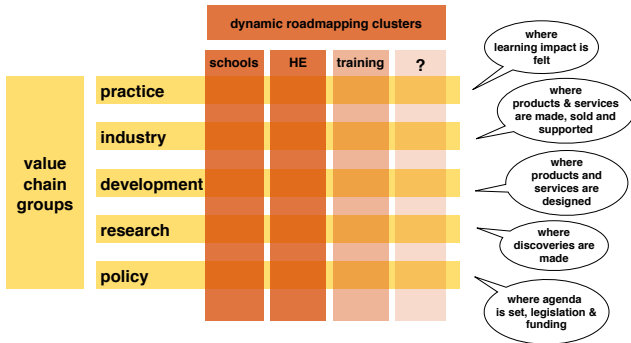 dynamic roadmapping clusters
schools
HE
training
?
value
chain
groups
practice
industry
development
research
policy
where
learning impact is
felt
where
products & services
are made, sold and
supported
where
products and
services are
designed
where
discoveries are
made
where agenda
is set, legislation &
funding